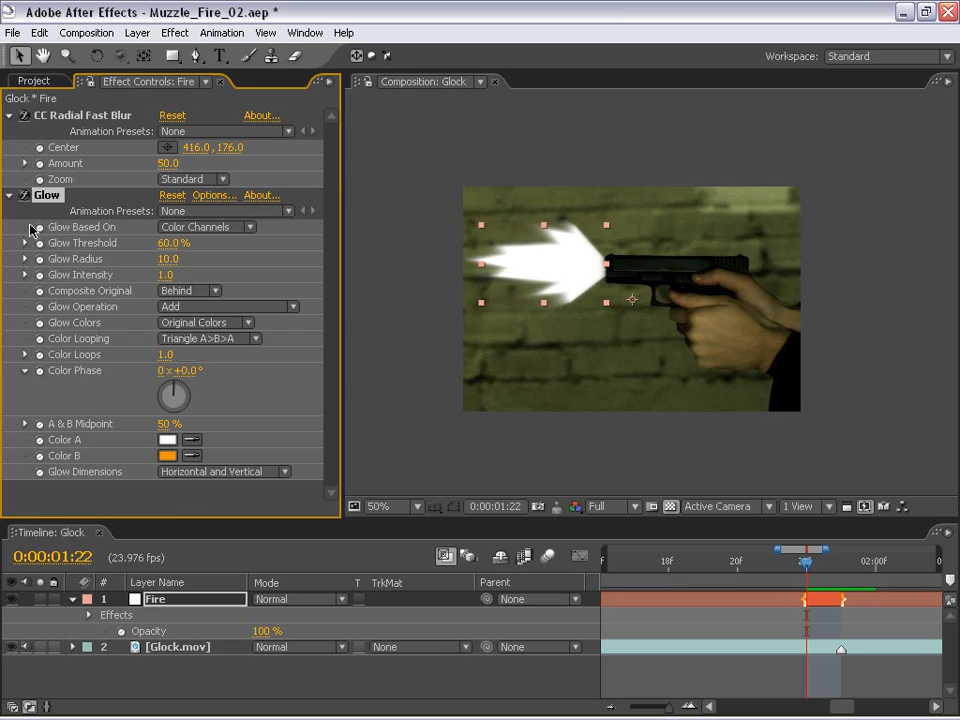 Adobe After Effects - Muzzle_Fire_02.aep *
File Edit Composition Layer Effect Animation View Window Help
Workspace: Standard
Project Effect Controls: Fire Composition: Glock
Glock * Fire
CC Radial Fast Blur Reset About...
Animation Presets: None
Center 416.0, 176.0
Amount 50.0
Zoom Standard
Glow Reset Options... About...
Animation Presets: None
Glow Based On Color Channels
Glow Threshold 60.0 %
Glow Radius 10.0
Glow Intensity 1.0
Composite Original Behind
Glow Operation Add
Glow Colors Original Colors
Color Looping Triangle A>B>A
Color Loops 1.0
Color Phase 0 x+0.0°
A & B Midpoint 50 %
Color A
Color B
Glow Dimensions Horizontal and Vertical
50% 0:00:01:22 Full Active Camera 1 View
Timeline: Glock
0:00:01:22 (23.976 fps)
18F 20F 02:00F
# Layer Name Mode T TrkMat Parent
1 Fire Normal None
Effects
Opacity 100 %
2 [Glock.mov] Normal None None